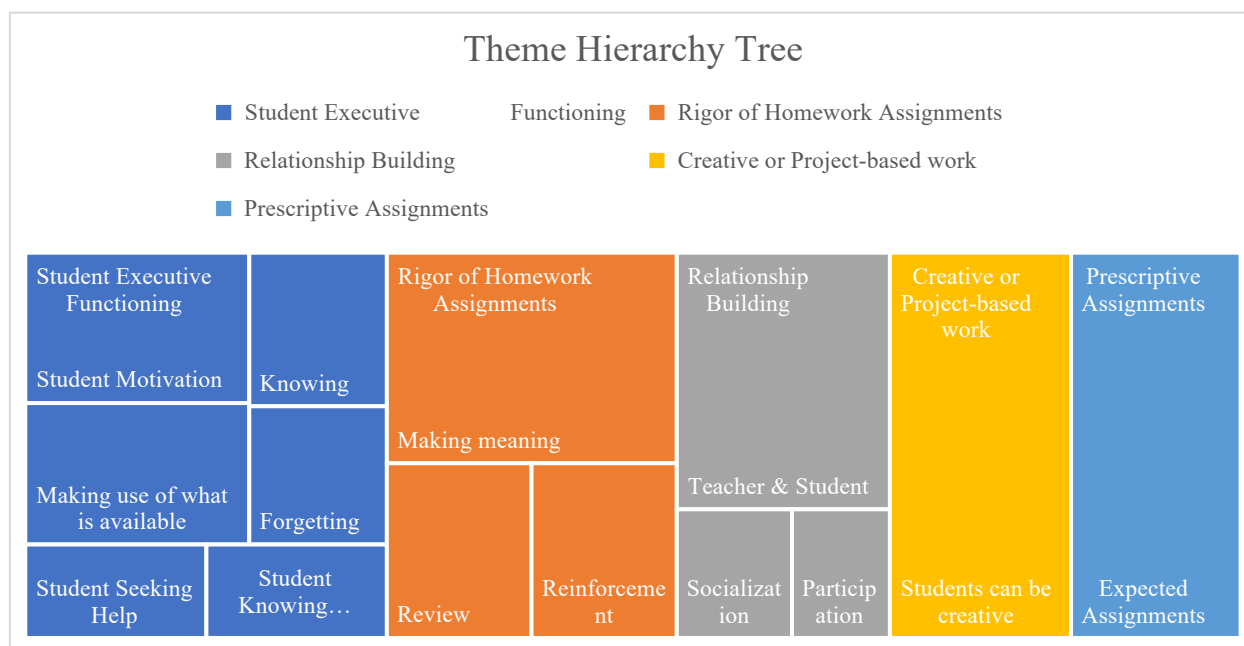 Theme Hierarchy Tree
Student Executive Functioning
Rigor of Homework Assignments
Relationship Building
Creative or Project-based work
Prescriptive Assignments
Student Executive
Functioning
Student Motivation
Knowing
Making use of what
is available
Forgetting
Student Seeking
Help
Student
Knowing…
Rigor of Homework
Assignments
Making meaning
Review
Reinforceme
nt
Relationship
Building
Teacher & Student
Socializat
ion
Particip
ation
Creative or
Project-based
work
Students can be
creative
Prescriptive
Assignments
Expected
Assignments